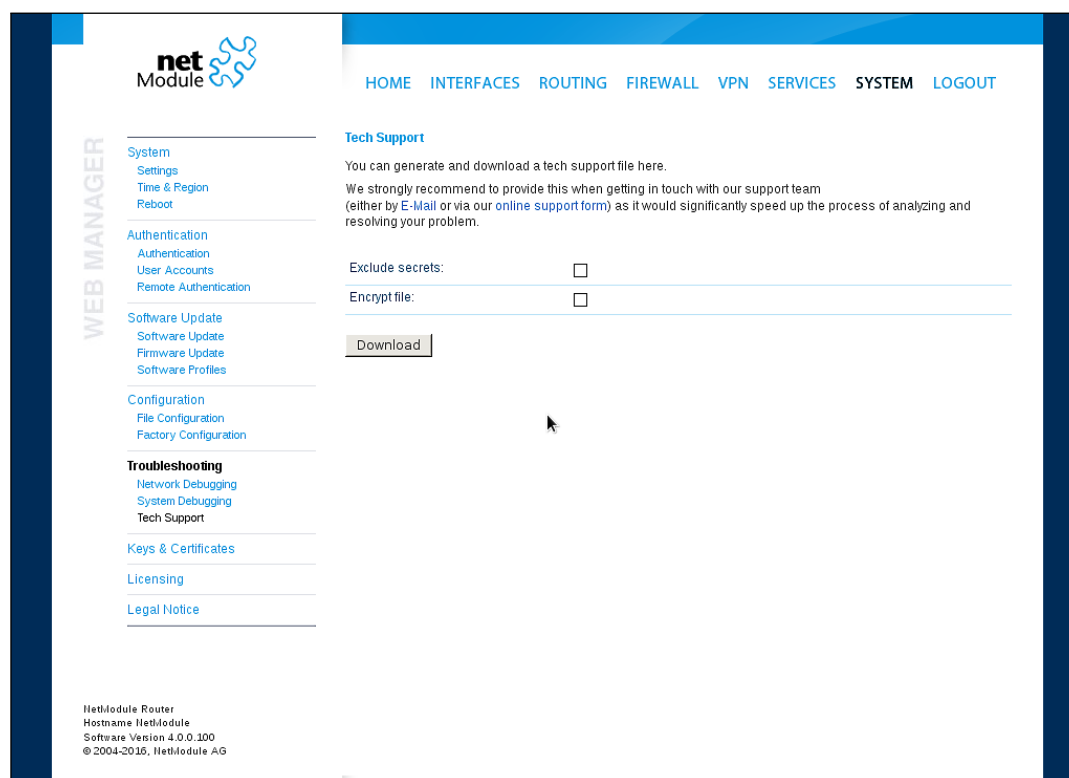 net
Module
HOME INTERFACES ROUTING FIREWALL VPN SERVICES SYSTEM LOGOUT
WEB MANAGER
System
Settings
Time & Region
Reboot
Authentication
Authentication
User Accounts
Remote Authentication
Software Update
Software Update
Firmware Update
Software Profiles
Configuration
File Configuration
Factory Configuration
Troubleshooting
Network Debugging
System Debugging
Tech Support
Keys & Certificates
Licensing
Legal Notice
Tech Support
You can generate and download a tech support file here.
We strongly recommend to provide this when getting in touch with our support team
(either by E-Mail or via our online support form) as it would significantly speed up the process of analyzing and
resolving your problem.
Exclude secrets:
Encrypt file:
Download
NetModule Router
Hostname NetModule
Software Version 4.0.0.100
© 2004-2016, NetModule AG